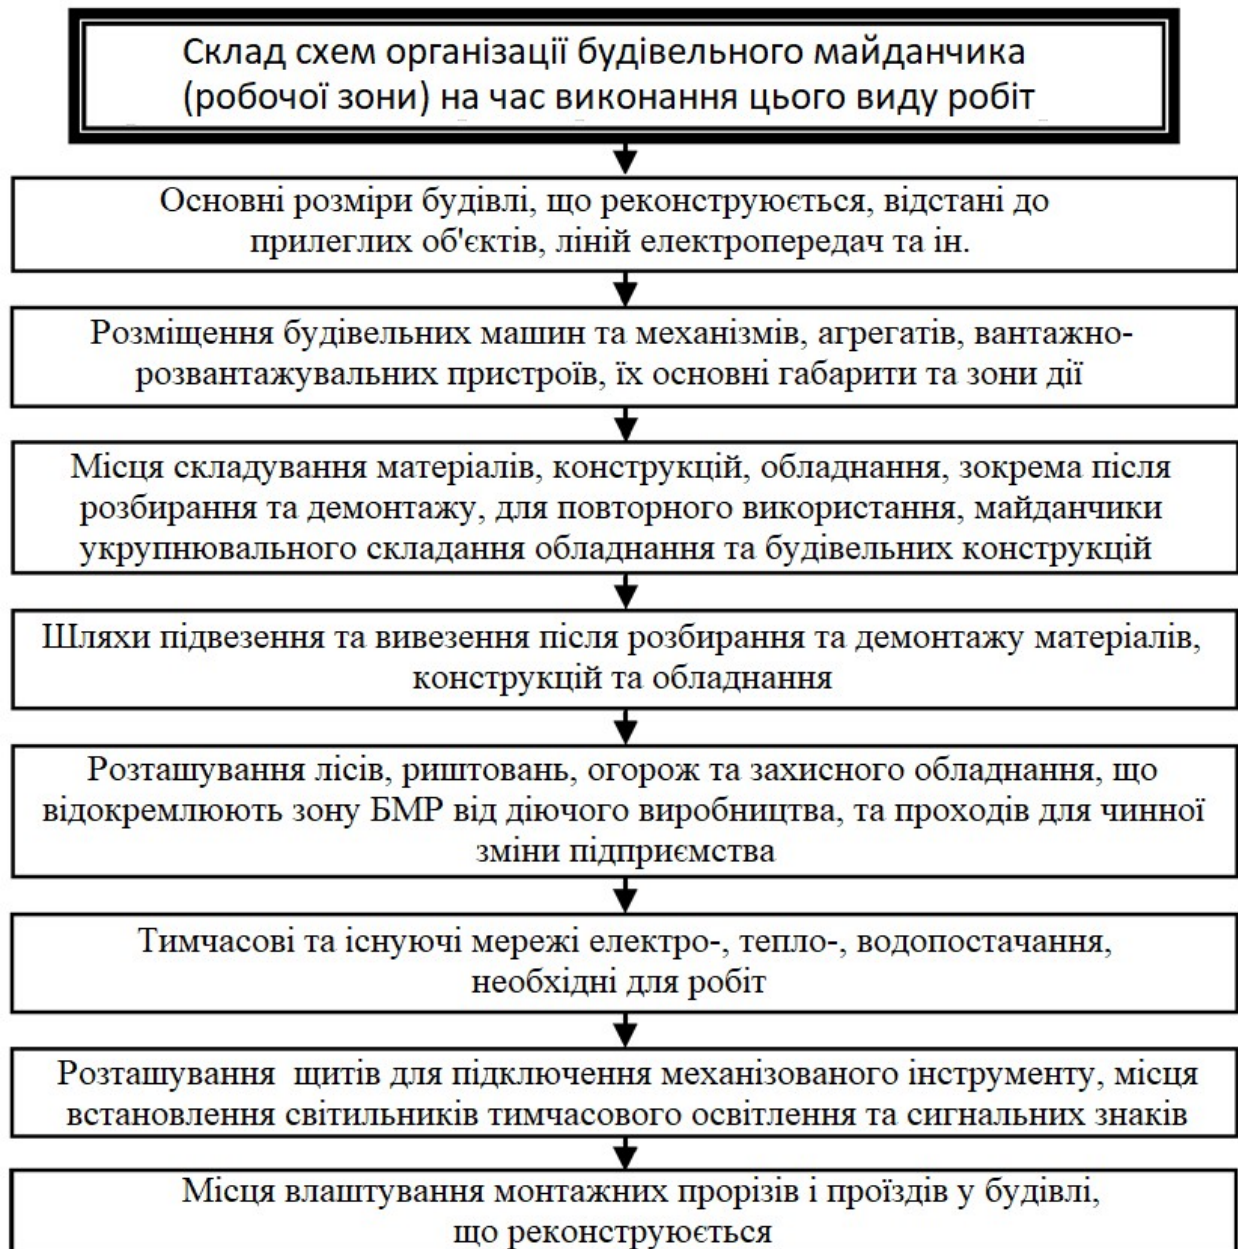 Склад схем організації будівельного майданчика
(робочої зони) на час виконання цього виду робіт
Основні розміри будівлі, що реконструюється, відстані до
прилеглих об'єктів, ліній електропередач та ін.
Розміщення будівельних машин та механізмів, агрегатів, вантажно-
розвантажувальних пристроїв, їх основні габарити та зони дії
Місця складування матеріалів, конструкцій, обладнання, зокрема після
розбирання та демонтажу, для повторного використання, майданчики
укрупнювального складання обладнання та будівельних конструкцій
Шляхи підвезення та вивезення після розбирання та демонтажу матеріалів,
конструкцій та обладнання
Розташування лісів, риштовань, огорож та захисного обладнання, що
відокремлюють зону БМР від діючого виробництва, та проходів для чинної
зміни підприємства
Тимчасові та існуючі мережі електро-, тепло-, водопостачання,
необхідні для робіт
Розташування щитів для підключення механізованого інструменту, місця
встановлення світильників тимчасового освітлення та сигнальних знаків
Місця влаштування монтажних прорізів і проїздів у будівлі,
що реконструюється